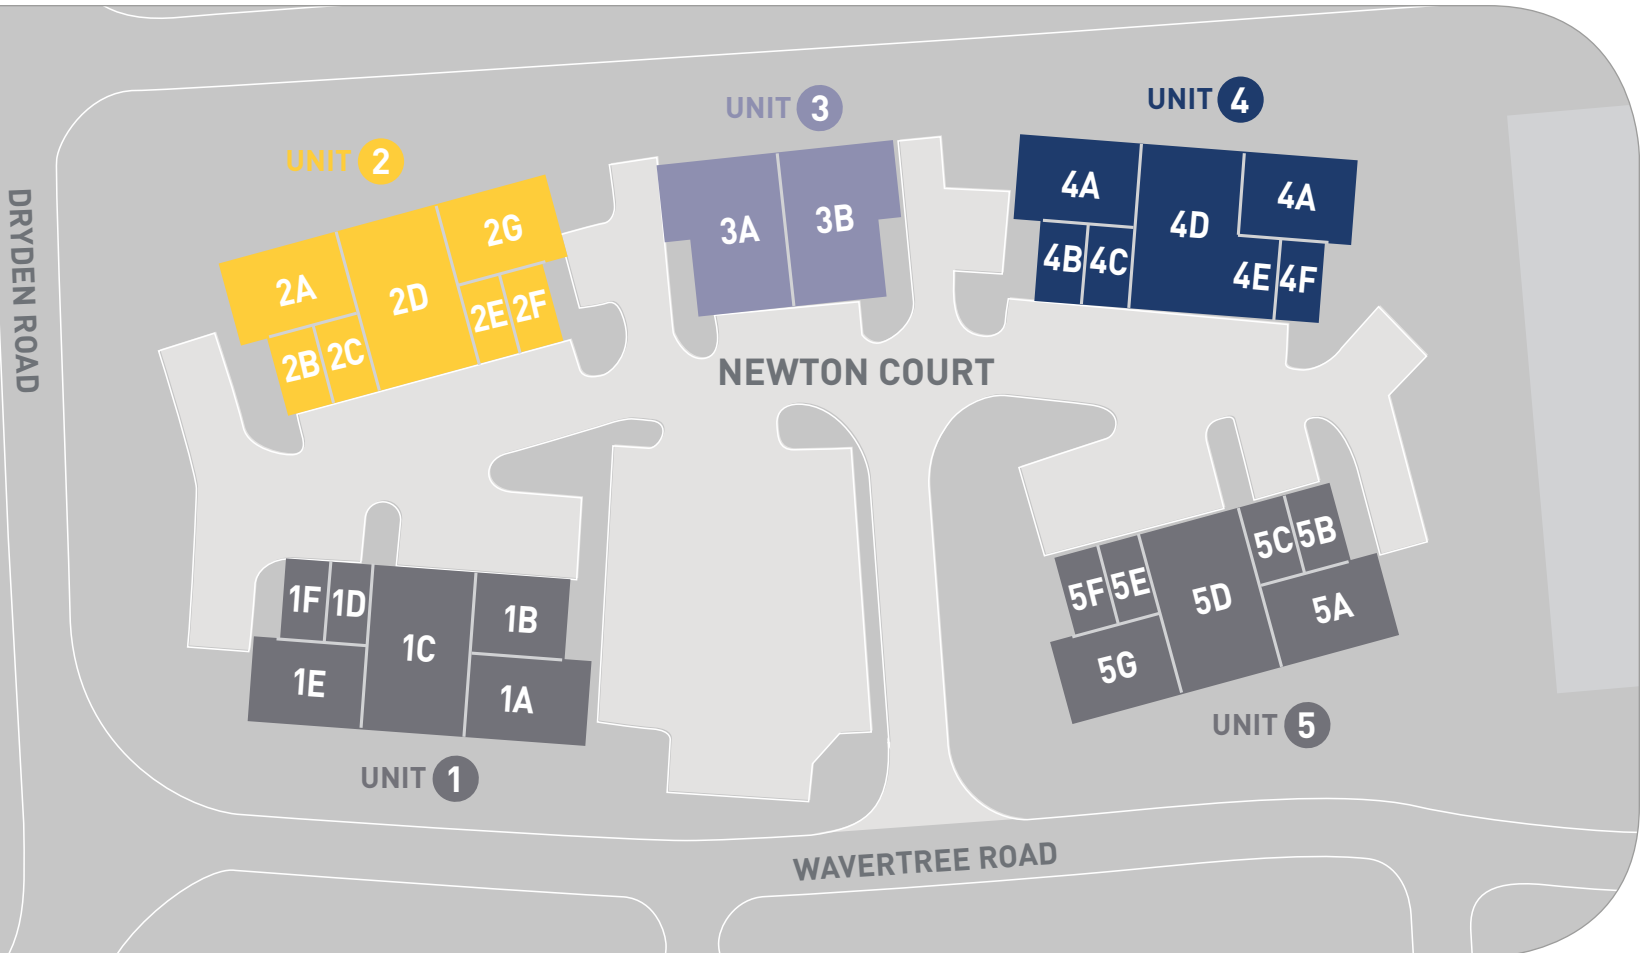 UNIT 4
UNIT 3
UNIT 2
4A
4A
4D
4B
4C
4E
4F
3A
3B
2G
2A
2D
2E
2F
2B
2C
DRYDEN ROAD
NEWTON COURT
5C
5B
5F
5E
5D
5A
5G
1F
1D
1C
1B
1E
1A
UNIT 5
UNIT 1
WAVERTREE ROAD